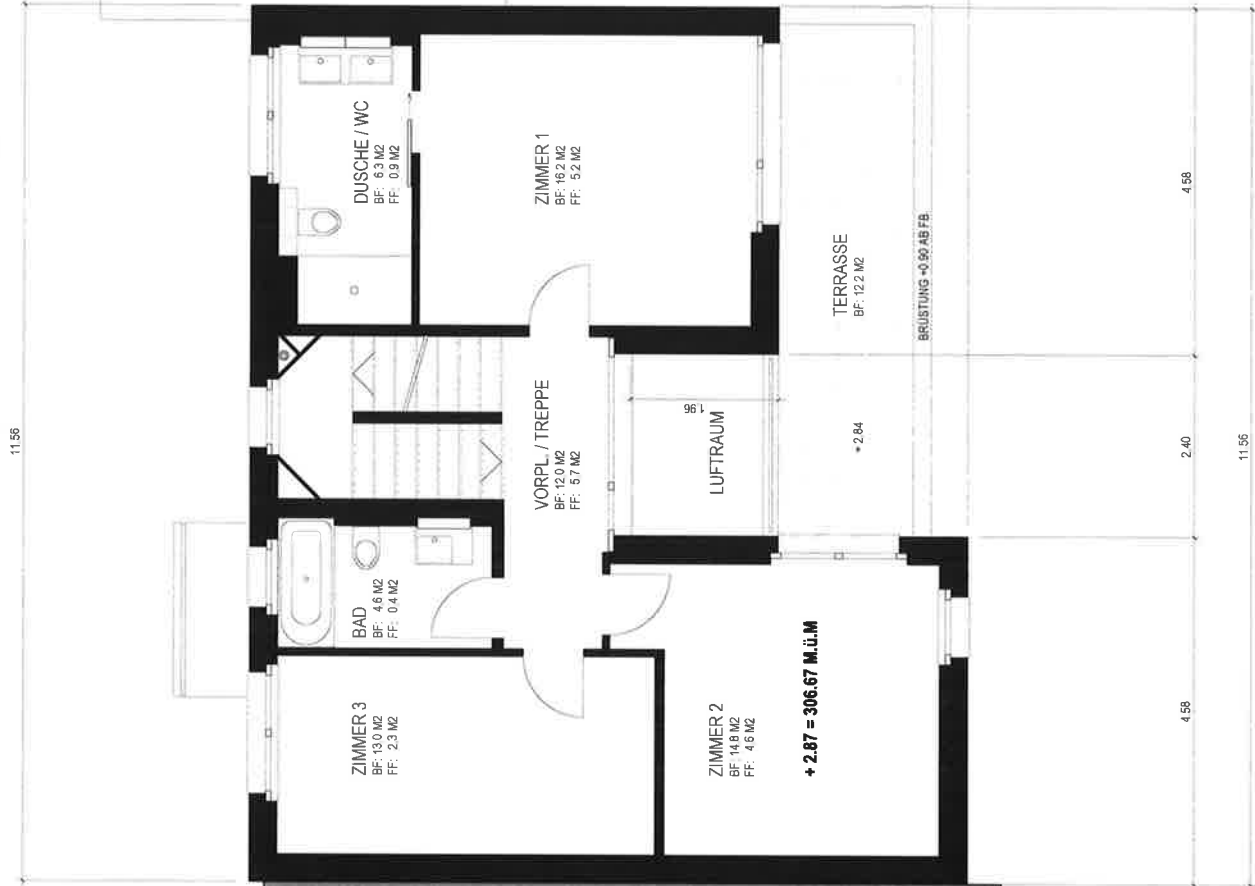 11.56
DUSCHE / WC
BF: 6.3 M2
FF: 0.9 M2
ZIMMER 1
BF: 16.2 M2
FF: 5.2 M2
TERRASSE
BF: 12.2 M2
BRÜSTUNG +0.90 AB FB.
4.58
VORPL. / TREPPE
BF: 12.0 M2
FF: 5.7 M2
1.96
LUFTRAUM
+ 2.84
2.40
11.56
BAD
BF: 4.6 M2
FF: 0.4 M2
ZIMMER 3
BF: 13.0 M2
FF: 2.3 M2
ZIMMER 2
BF: 14.8 M2
FF: 4.6 M2
+ 2.87 = 306.67 M.ü.M
4.58